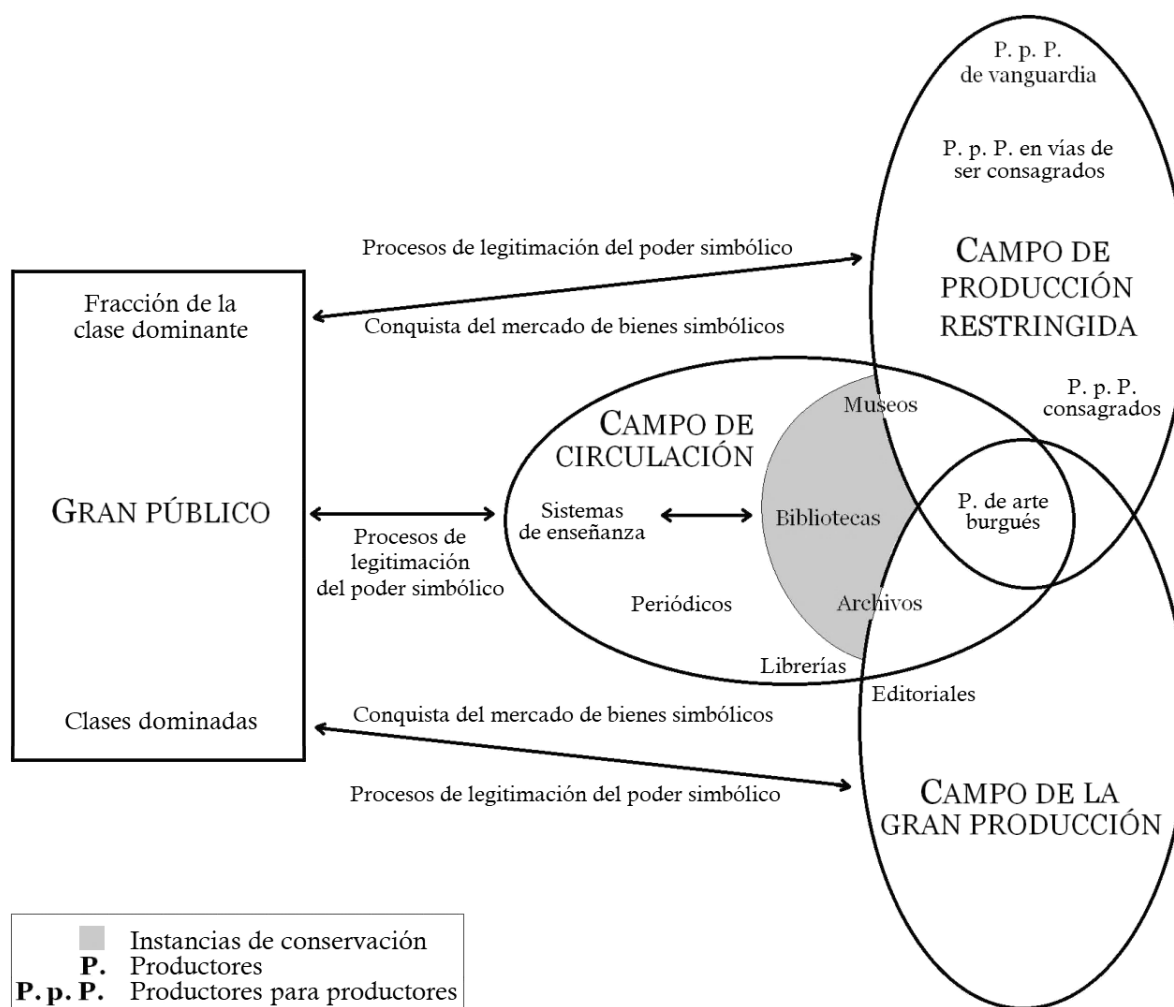 P. p. P.
de vanguardia
P. p. P. en vías de
ser consagrados
CAMPO DE
PRODUCCIÓN
RESTRINGIDA
P. p. P.
consagrados
Procesos de legitimación del poder simbólico
Conquista del mercado de bienes simbólicos
Fracción de la
clase dominante
GRAN PÚBLICO
Clases dominadas
Procesos de
legitimación
del poder simbólico
CAMPO DE
CIRCULACIÓN
Sistemas
de enseñanza
Periódicos
Museos
Bibliotecas
Archivos
Librerías
Editoriales
P. de arte
burgués
Conquista del mercado de bienes simbólicos
Procesos de legitimación del poder simbólico
CAMPO DE LA
GRAN PRODUCCIÓN
Instancias de conservación
P. Productores
P. p. P. Productores para productores